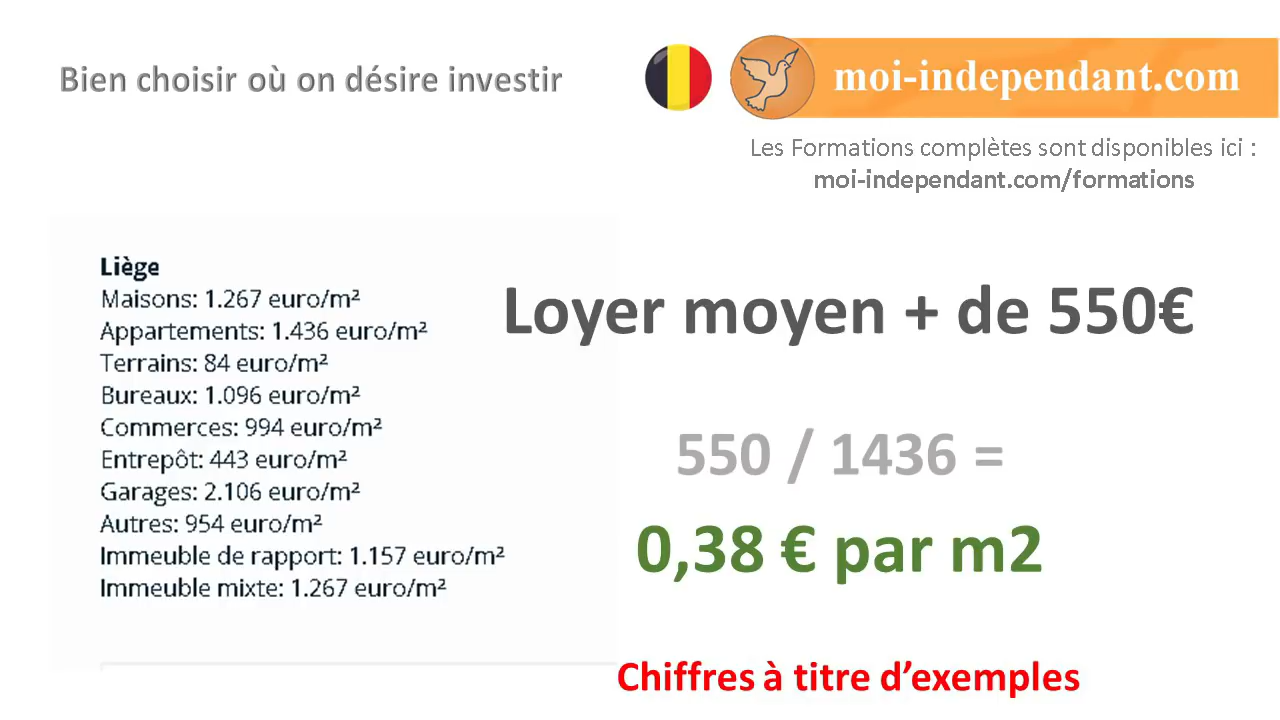 Bien choisir où on désire investir
moi-independant.com
Les Formations complètes sont disponibles ici :
moi-independant.com/formations
Liège
Maisons: 1.267 euro/m²
Appartements: 1.436 euro/m²
Terrains: 84 euro/m²
Bureaux: 1.096 euro/m²
Commerces: 994 euro/m²
Entrepôt: 443 euro/m²
Garages: 2.106 euro/m²
Autres: 954 euro/m²
Immeuble de rapport: 1.157 euro/m²
Immeuble mixte: 1.267 euro/m²
Loyer moyen + de 550€
550 / 1436 =
0,38 € par m2
Chiffres à titre d’exemples